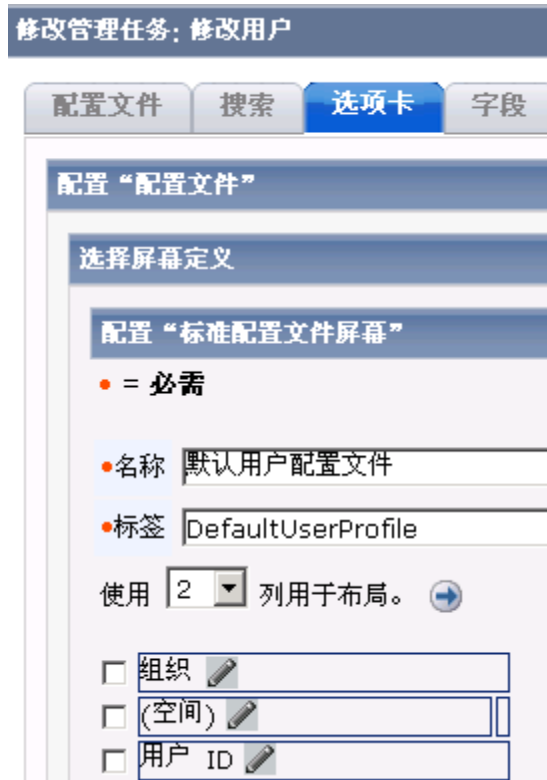 修改管理任务: 修改用户
配置文件 搜索 选项卡 字段
配置“配置文件”
选择屏幕定义
配置“标准配置文件屏幕”
• = 必需
•名称 默认用户配置文件
•标签 DefaultUserProfile
使用 2 列用于布局。
组织
(空间)
用户 ID